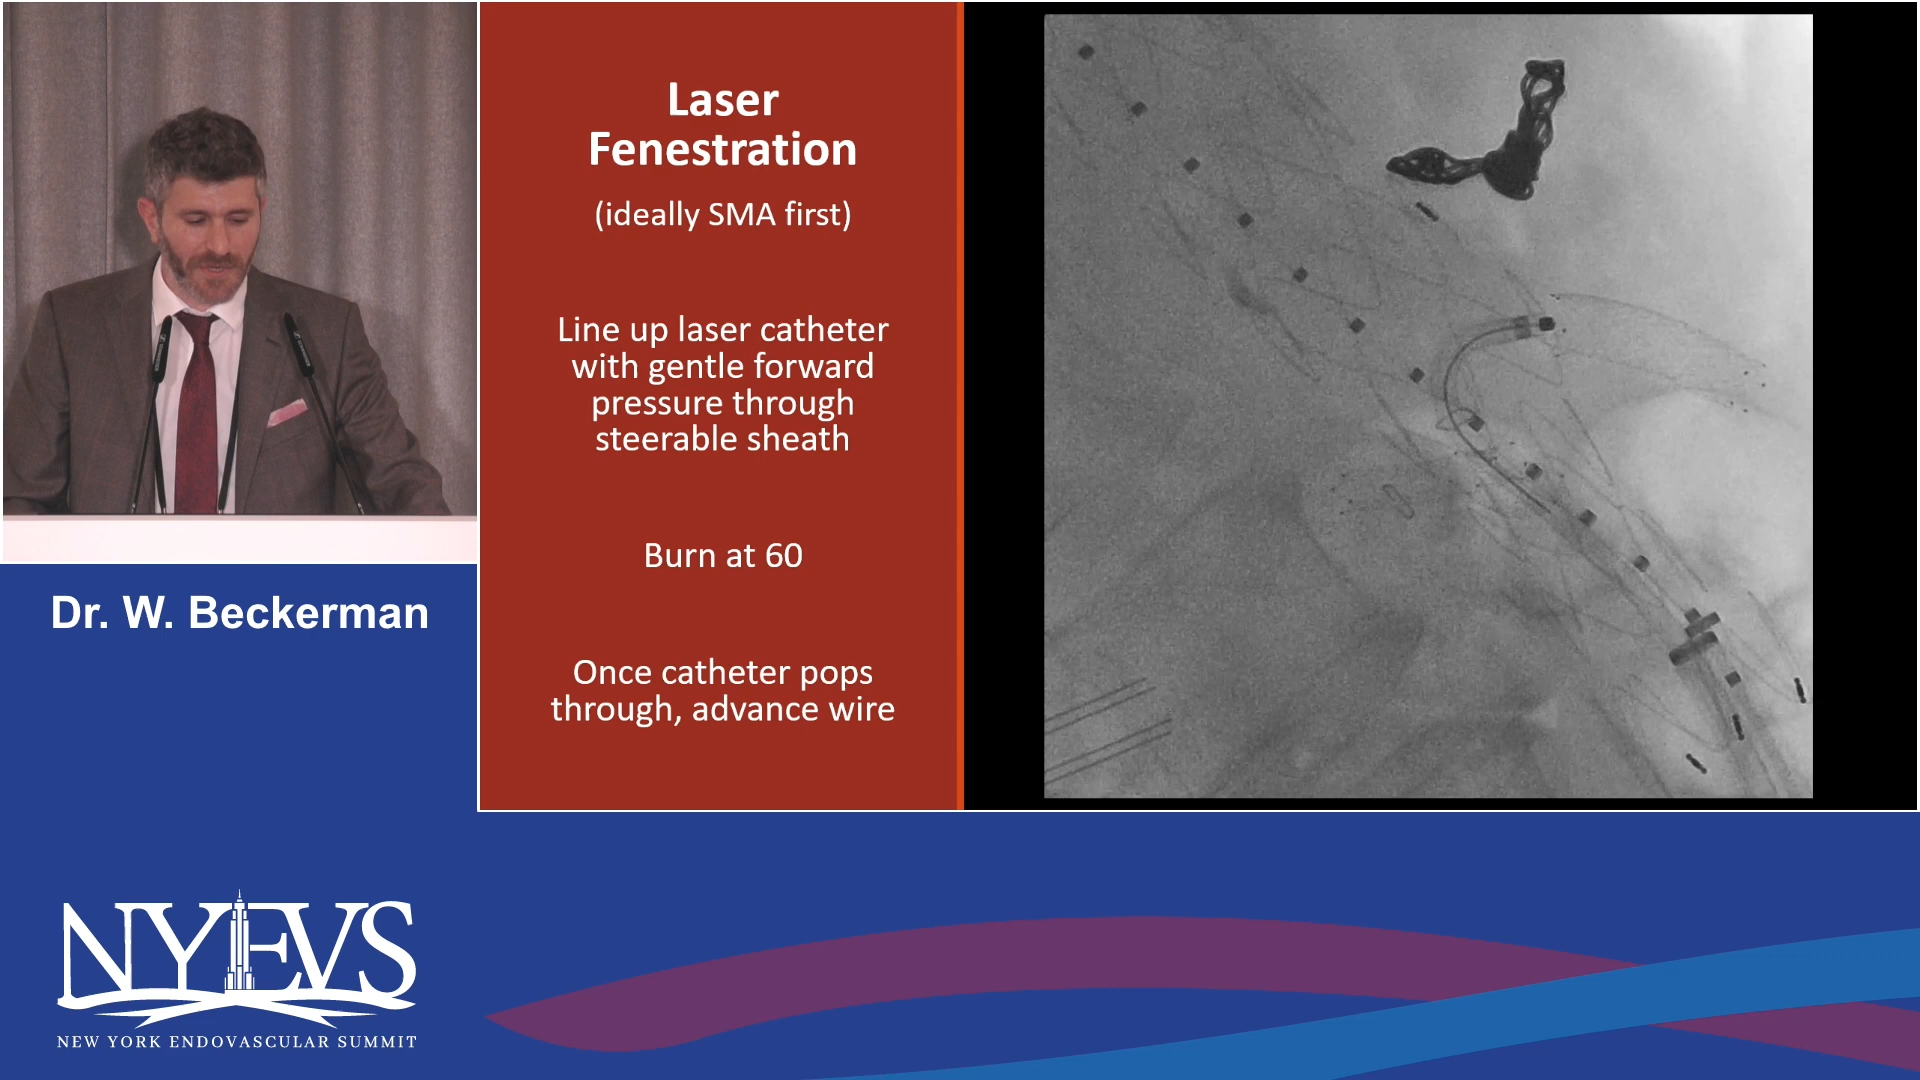 Laser
Fenestration
(ideally SMA first)
Line up laser catheter
with gentle forward
pressure through
steerable sheath
Burn at 60
Once catheter pops
through, advance wire
Dr. W. Beckerman
NYEVS
NEW YORK ENDOVASCULAR SUMMIT